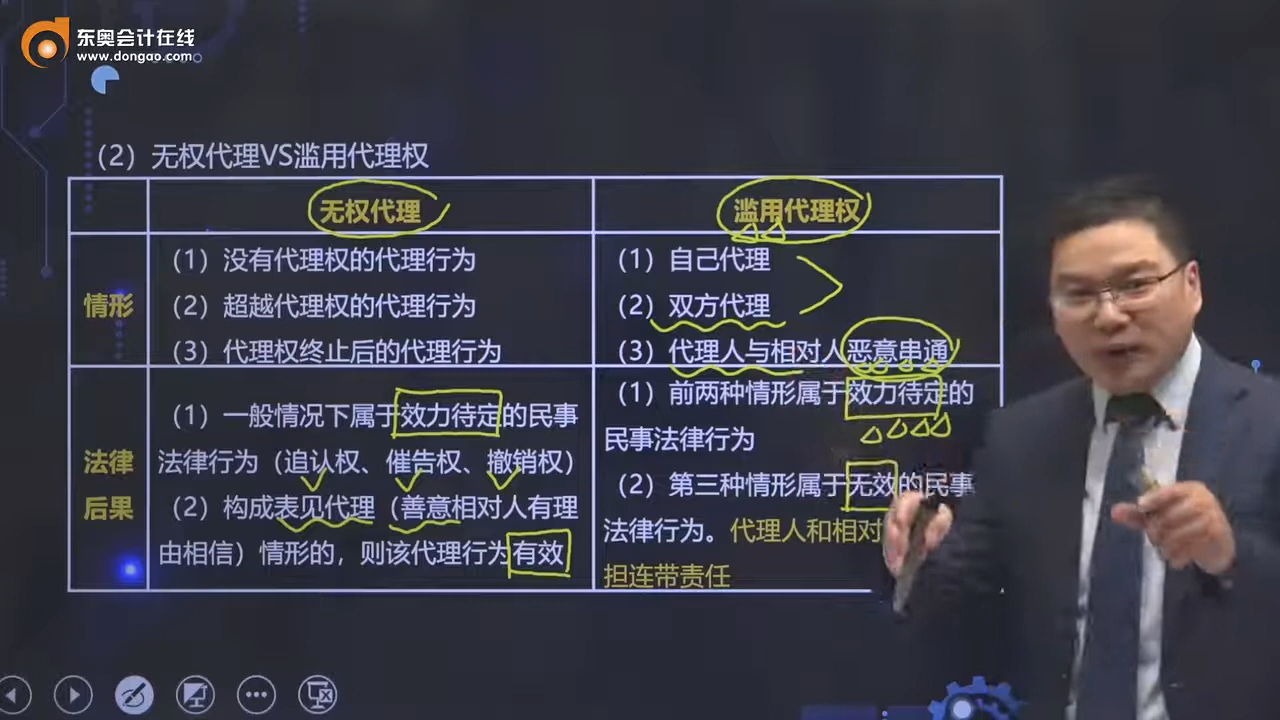 东奥会计在线
www.dongao.com
（2）无权代理VS滥用代理权
无权代理
滥用代理权
情形
（1）没有代理权的代理行为
（2）超越代理权的代理行为
（3）代理权终止后的代理行为
（1）自己代理
（2）双方代理
（3）代理人与相对人恶意串通
法律
后果
（1）一般情况下属于效力待定的民事
法律行为（追认权、催告权、撤销权）
（2）构成表见代理（善意相对人有理
由相信）情形的，则该代理行为有效
（1）前两种情形属于效力待定的
民事法律行为
（2）第三种情形属于无效的民事
法律行为。代理人和相对
担连带责任